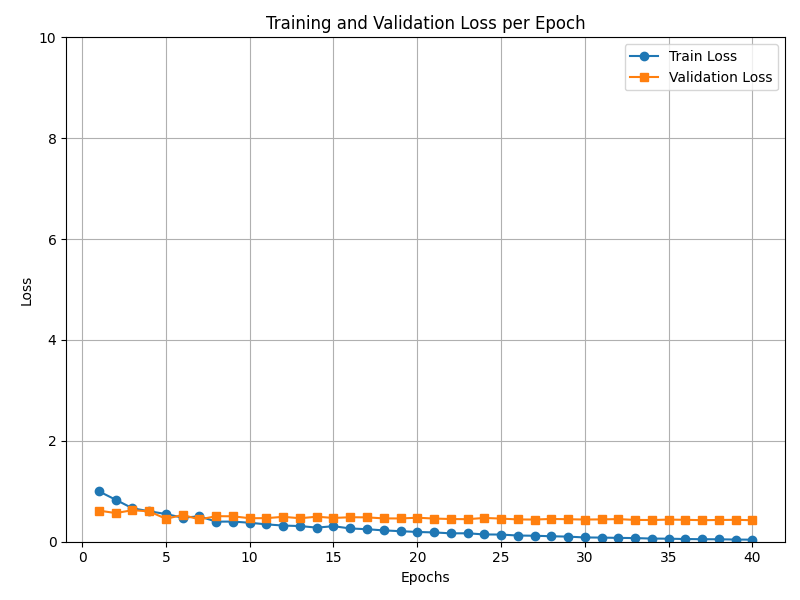 Training and Validation Loss per Epoch
Train Loss
Validation Loss
10
8
6
4
2
0
Loss
0 5 10 15 20 25 30 35 40
Epochs